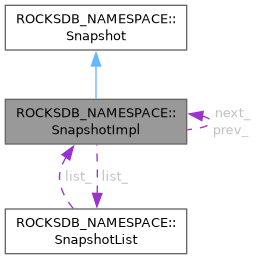 ROCKSDB_NAMESPACE::
Snapshot
ROCKSDB_NAMESPACE::
SnapshotImpl
next_
prev_
list_ list_
ROCKSDB_NAMESPACE::
SnapshotList